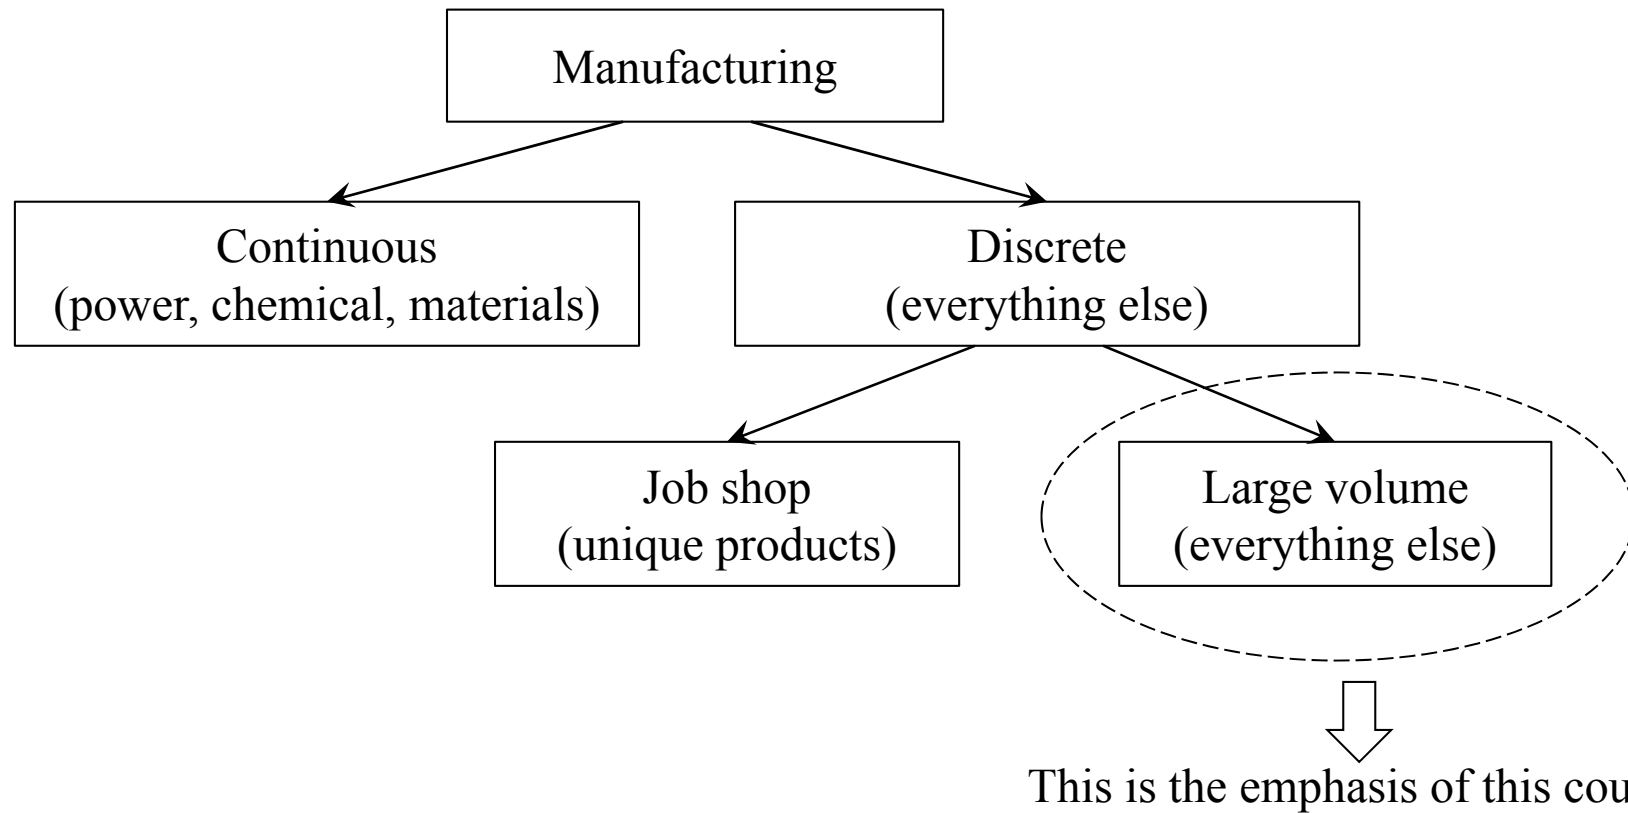 Manufacturing
Continuous
(power, chemical, materials)
Discrete
(everything else)
Job shop
(unique products)
Large volume
(everything else)
This is the emphasis of this cou